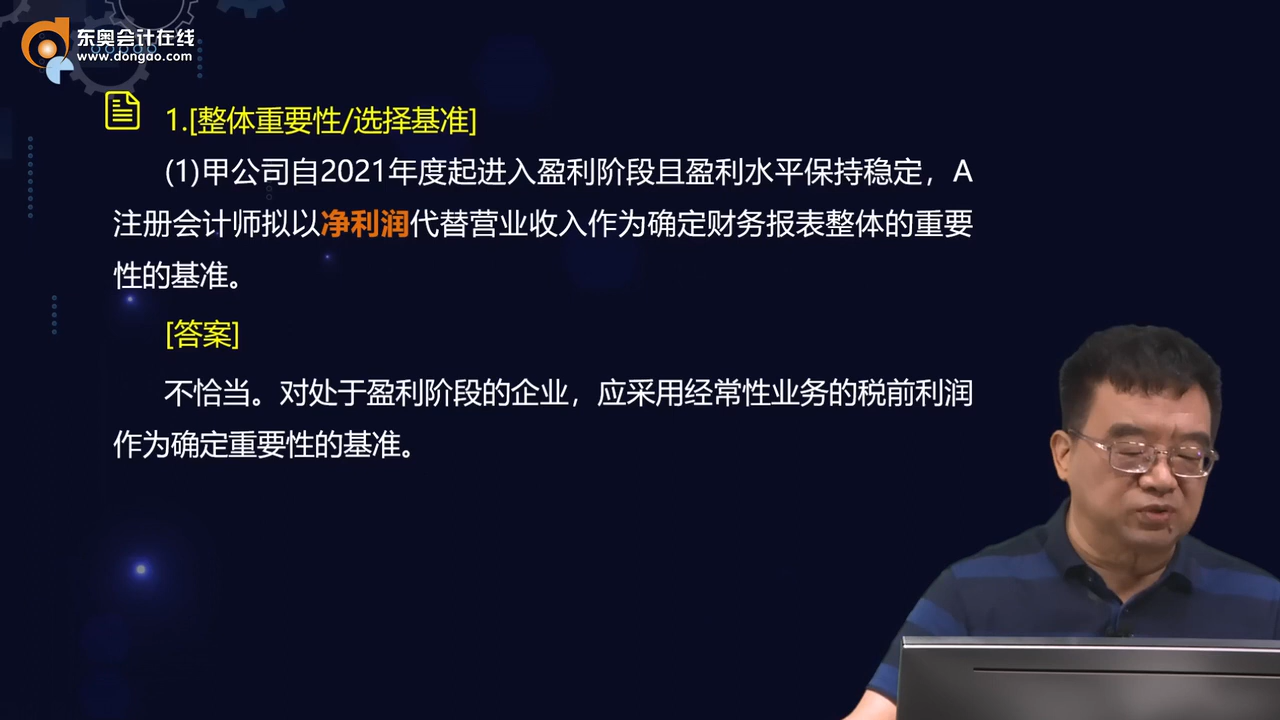 东奥会计在线
www.dongao.com
1.[整体重要性/选择基准]
(1)甲公司自2021年度起进入盈利阶段且盈利水平保持稳定，A
注册会计师拟以净利润代替营业收入作为确定财务报表整体的重要
性的基准。
[答案]
不恰当。对处于盈利阶段的企业，应采用经常性业务的税前利润
作为确定重要性的基准。